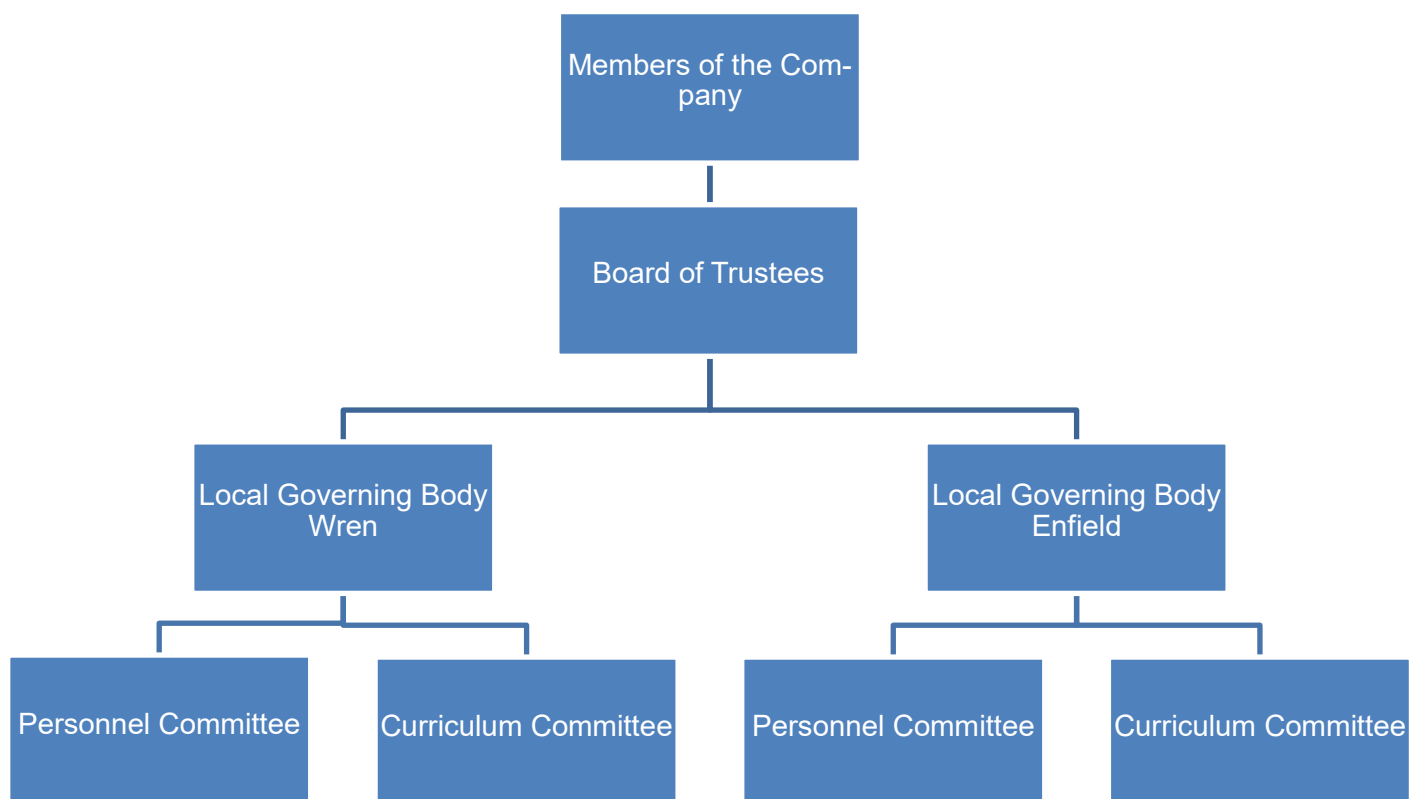 Members of the Com-
pany
Board of Trustees
Local Governing Body
Wren
Local Governing Body
Enfield
Personnel Committee
Curriculum Committee
Personnel Committee
Curriculum Committee